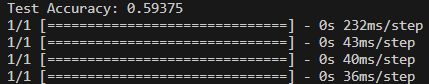 Test Accuracy: 0.59375
1/1 [==============================] - 0s 232ms/step
1/1 [==============================] - 0s 43ms/step
1/1 [==============================] - 0s 40ms/step
1/1 [==============================] - 0s 36ms/step